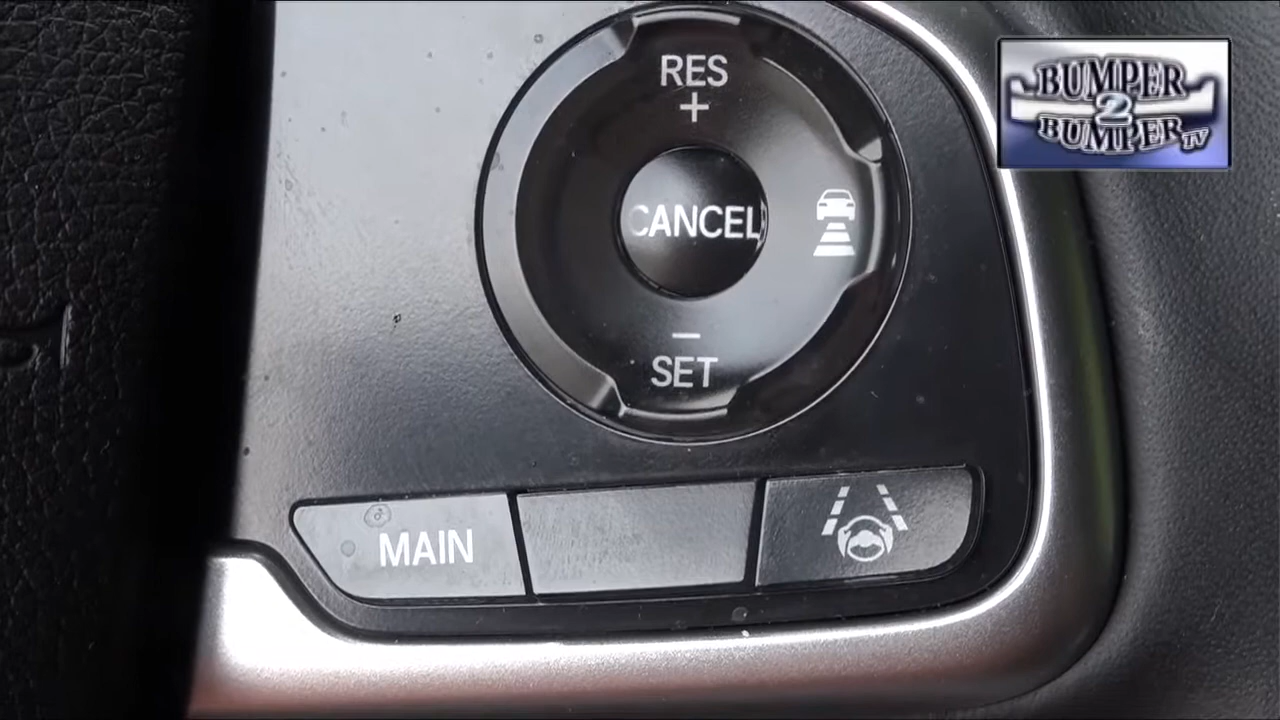 RES
+
CANCEL
−
SET
MAIN
BUMPER
2
BUMPER TV